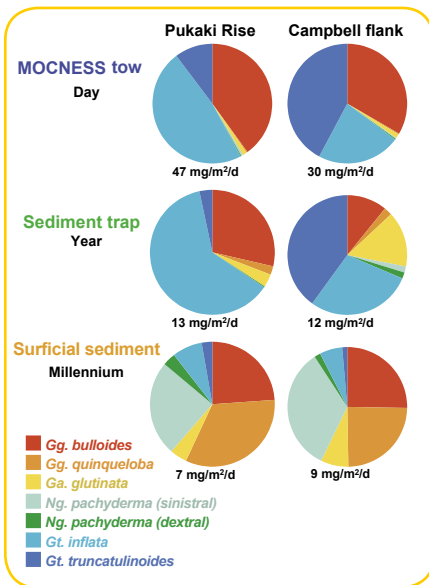 Pukaki Rise
Campbell flank
MOCNESS tow
Day
47 mg/m²/d
30 mg/m²/d
Sediment trap
Year
13 mg/m²/d
12 mg/m²/d
Surficial sediment
Millennium
7 mg/m²/d
9 mg/m²/d
Gg. bulloides
Gg. quinqueloba
Ga. glutinata
Ng. pachyderma (sinistral)
Ng. pachyderma (dextral)
Gt. inflata
Gt. truncatulinoides